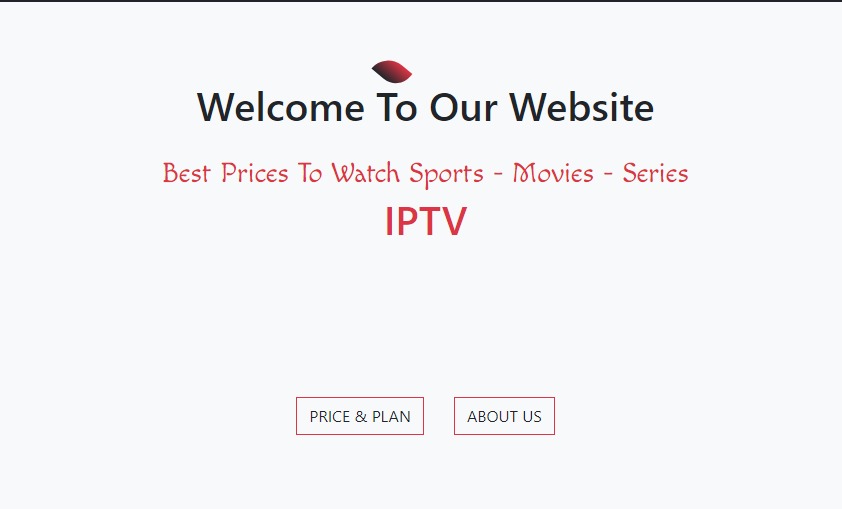 Welcome To Our Website
Best Prices To Watch Sports - Movies - Series
IPTV
PRICE & PLAN
ABOUT US